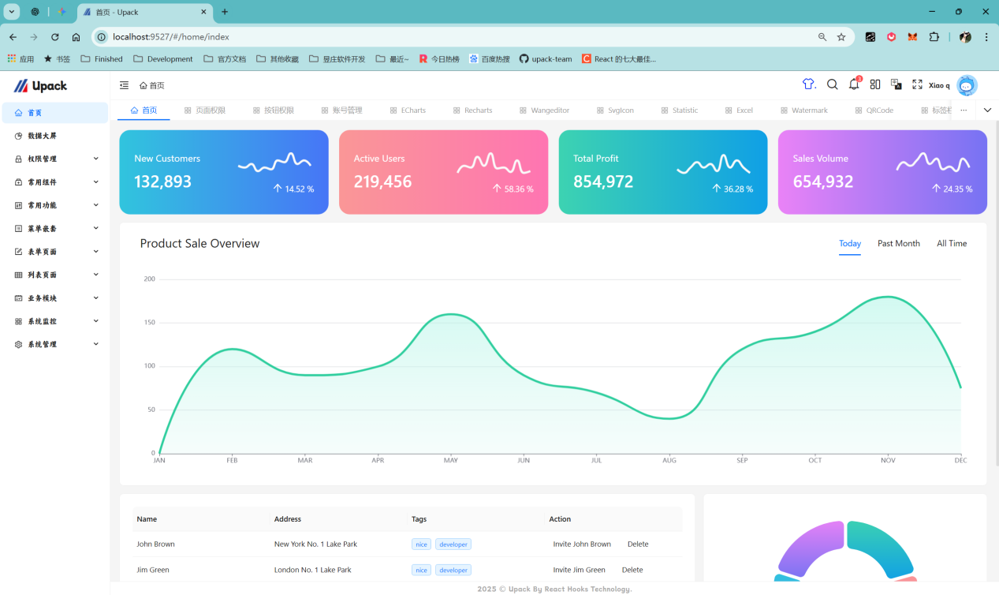 首页 - Upack
localhost:9527/#/home/index
应用 书签 Finished Development 官方文档 其他收藏 昱庄软件开发 最近~ 今日热榜 百度热搜 upack-team React 的七大最佳...
Upack
首页
3
Xiao q
首页 页面权限 按钮权限 账号管理 ECharts Recharts Wangeditor SvgIcon Statistic Excel Watermark QRCode 标签栏 ...
首页
数据大屏
权限管理
常用组件
常用功能
菜单嵌套
表单页面
列表页面
业务模块
系统监控
系统管理
New Customers
132,893
14.52 %
Active Users
219,456
58.36 %
Total Profit
854,972
36.28 %
Sales Volume
654,932
24.35 %
Product Sale Overview
Today Past Month All Time
200
150
100
50
0
JAN FEB MAR APR MAY JUN JUL AUG SEP OCT NOV DEC
Name Address Tags Action
John Brown New York No. 1 Lake Park nice developer Invite John Brown Delete
Jim Green London No. 1 Lake Park nice developer Invite Jim Green Delete
2025 © Upack By React Hooks Technology.